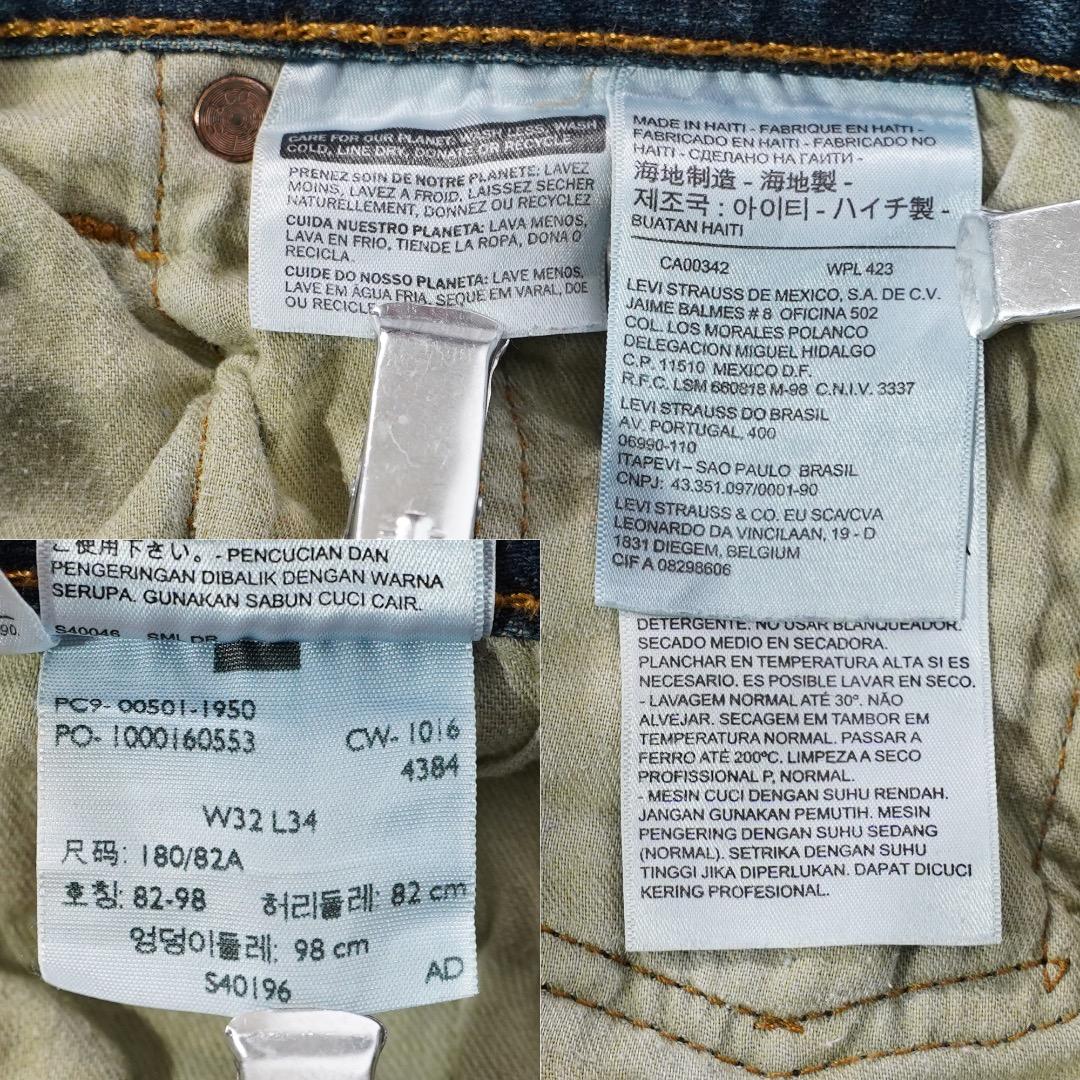 CARE FOR OUR PLANET: WASH LESS, WASH
COLD, LINE DRY, DONATE OR RECYCLE
PRENEZ SOIN DE NOTRE PLANETE: LAVEZ
MOINS, LAVEZ A FROID, LAISSEZ SECHER
NATURELLEMENT, DONNEZ OU RECYCLEZ
CUIDA NUESTRO PLANETA: LAVA MENOS,
LAVA EN FRIO, TIENDE LA ROPA, DONA O
RECICLA.
CUIDE DO NOSSO PLANETA: LAVE MENOS,
LAVE EM ÁGUA FRIA, SEQUE EM VARAL, DOE
OU
MADE IN HAITI - FABRIQUE EN HAITI -
FABRICADO EN HAITI - FABRICADO NO
HAITI - СДЕЛАНО НА ГАИТИ -
海地制造 - 海地製 -
제조국 : 아이티 - ハイチ製 -
BUATAN HAITI
CA00342 WPL 423
LEVI STRAUSS DE MEXICO, S.A. DE C.V.
JAIME BALMES # 8 OFICINA 502
COL. LOS MORALES POLANCO
DELEGACION MIGUEL HIDALGO
C.P. 11510 MEXICO D.F.
R.F.C. LSM 660818 M-98 C.N.I.V. 3337
LEVI STRAUSS DO BRASIL
AV. PORTUGAL, 400
06990-110
ITAPEVI – SAO PAULO BRASIL
CNPJ: 43.351.097/0001-90
LEVI STRAUSS & CO. EU SCA/CVA
LEONARDO DA VINCILAAN, 19 - D
1831 DIEGEM, BELGIUM
CIF A 08298606
DETERGENTE. NO USAR BLANQUEADOR.
SECADO MEDIO EN SECADORA.
PLANCHAR EN TEMPERATURA ALTA SI ES
NECESARIO. ES POSIBLE LAVAR EN SECO.
- LAVAGEM NORMAL ATÉ 30º. NÃO
ALVEJAR. SECAGEM EM TAMBOR EM
TEMPERATURA NORMAL. PASSAR A
FERRO ATÉ 200ºC. LIMPEZA A SECO
PROFISSIONAL P, NORMAL.
- MESIN CUCI DENGAN SUHU RENDAH.
JANGAN GUNAKAN PEMUTIH. MESIN
PENGERING DENGAN SUHU SEDANG
(NORMAL). SETRIKA DENGAN SUHU
TINGGI JIKA DIPERLUKAN. DAPAT DICUCI
KERING PROFESIONAL.
ご使用下さい。- PENCUCIAN DAN
PENGERINGAN DIBALIK DENGAN WARNA
SERUPA. GUNAKAN SABUN CUCI CAIR.
S40046 SML DP
90
PC9- 00501-1950
PO- 1000160553 CW- 1016
4384
W32 L34
尺码: 180/82A
호칭: 82-98 허리둘레: 82 cm
엉덩이둘레: 98 cm
S40196 AD